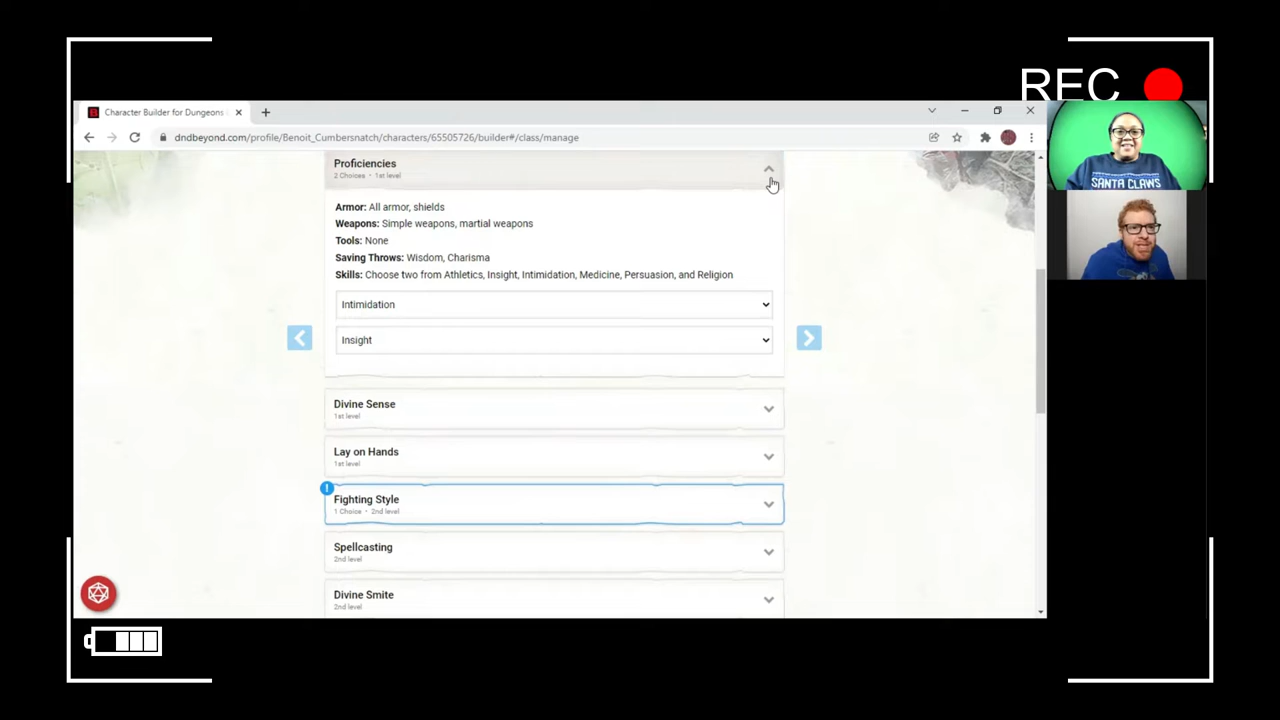 REC
Character Builder for Dungeons
dndbeyond.com/profile/Benoit_Cumbersnatch/characters/65505726/builder#/class/manage
SANTA CLAWS
Proficiencies
2 Choices • 1st level
Armor: All armor, shields
Weapons: Simple weapons, martial weapons
Tools: None
Saving Throws: Wisdom, Charisma
Skills: Choose two from Athletics, Insight, Intimidation, Medicine, Persuasion, and Religion
Intimidation
Insight
Divine Sense
1st level
Lay on Hands
1st level
!
Fighting Style
1 Choice • 2nd level
Spellcasting
2nd level
Divine Smite
2nd level